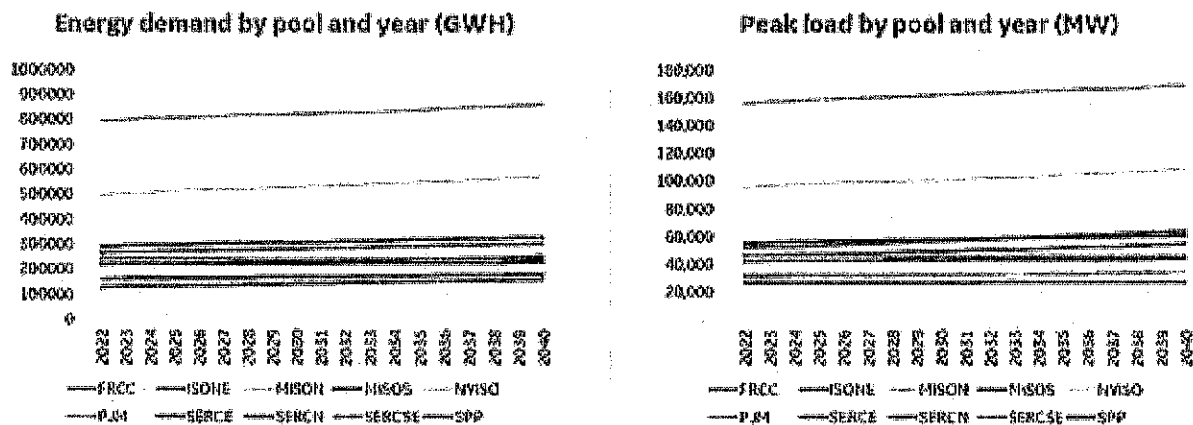 Energy demand by pool and year (GWH)
1000000
900000
800000
700000
600000
500000
400000
300000
200000
100000
0
2022 2023 2024 2025 2026 2027 2028 2029 2030 2031 2032 2033 2034 2035 2036 2037 2038 2039 2040
FRCC ISONE MISON MISOS NYISO
PJM SERCE SERCN SERCSE SPP
Peak load by pool and year (MW)
180,000
160,000
140,000
120,000
100,000
80,000
60,000
40,000
20,000
2022 2023 2024 2025 2026 2027 2028 2029 2030 2031 2032 2033 2034 2035 2036 2037 2038 2039 2040
FRCC ISONE MISON MISOS NYISO
PJM SERCE SERCN SERCSE SPP